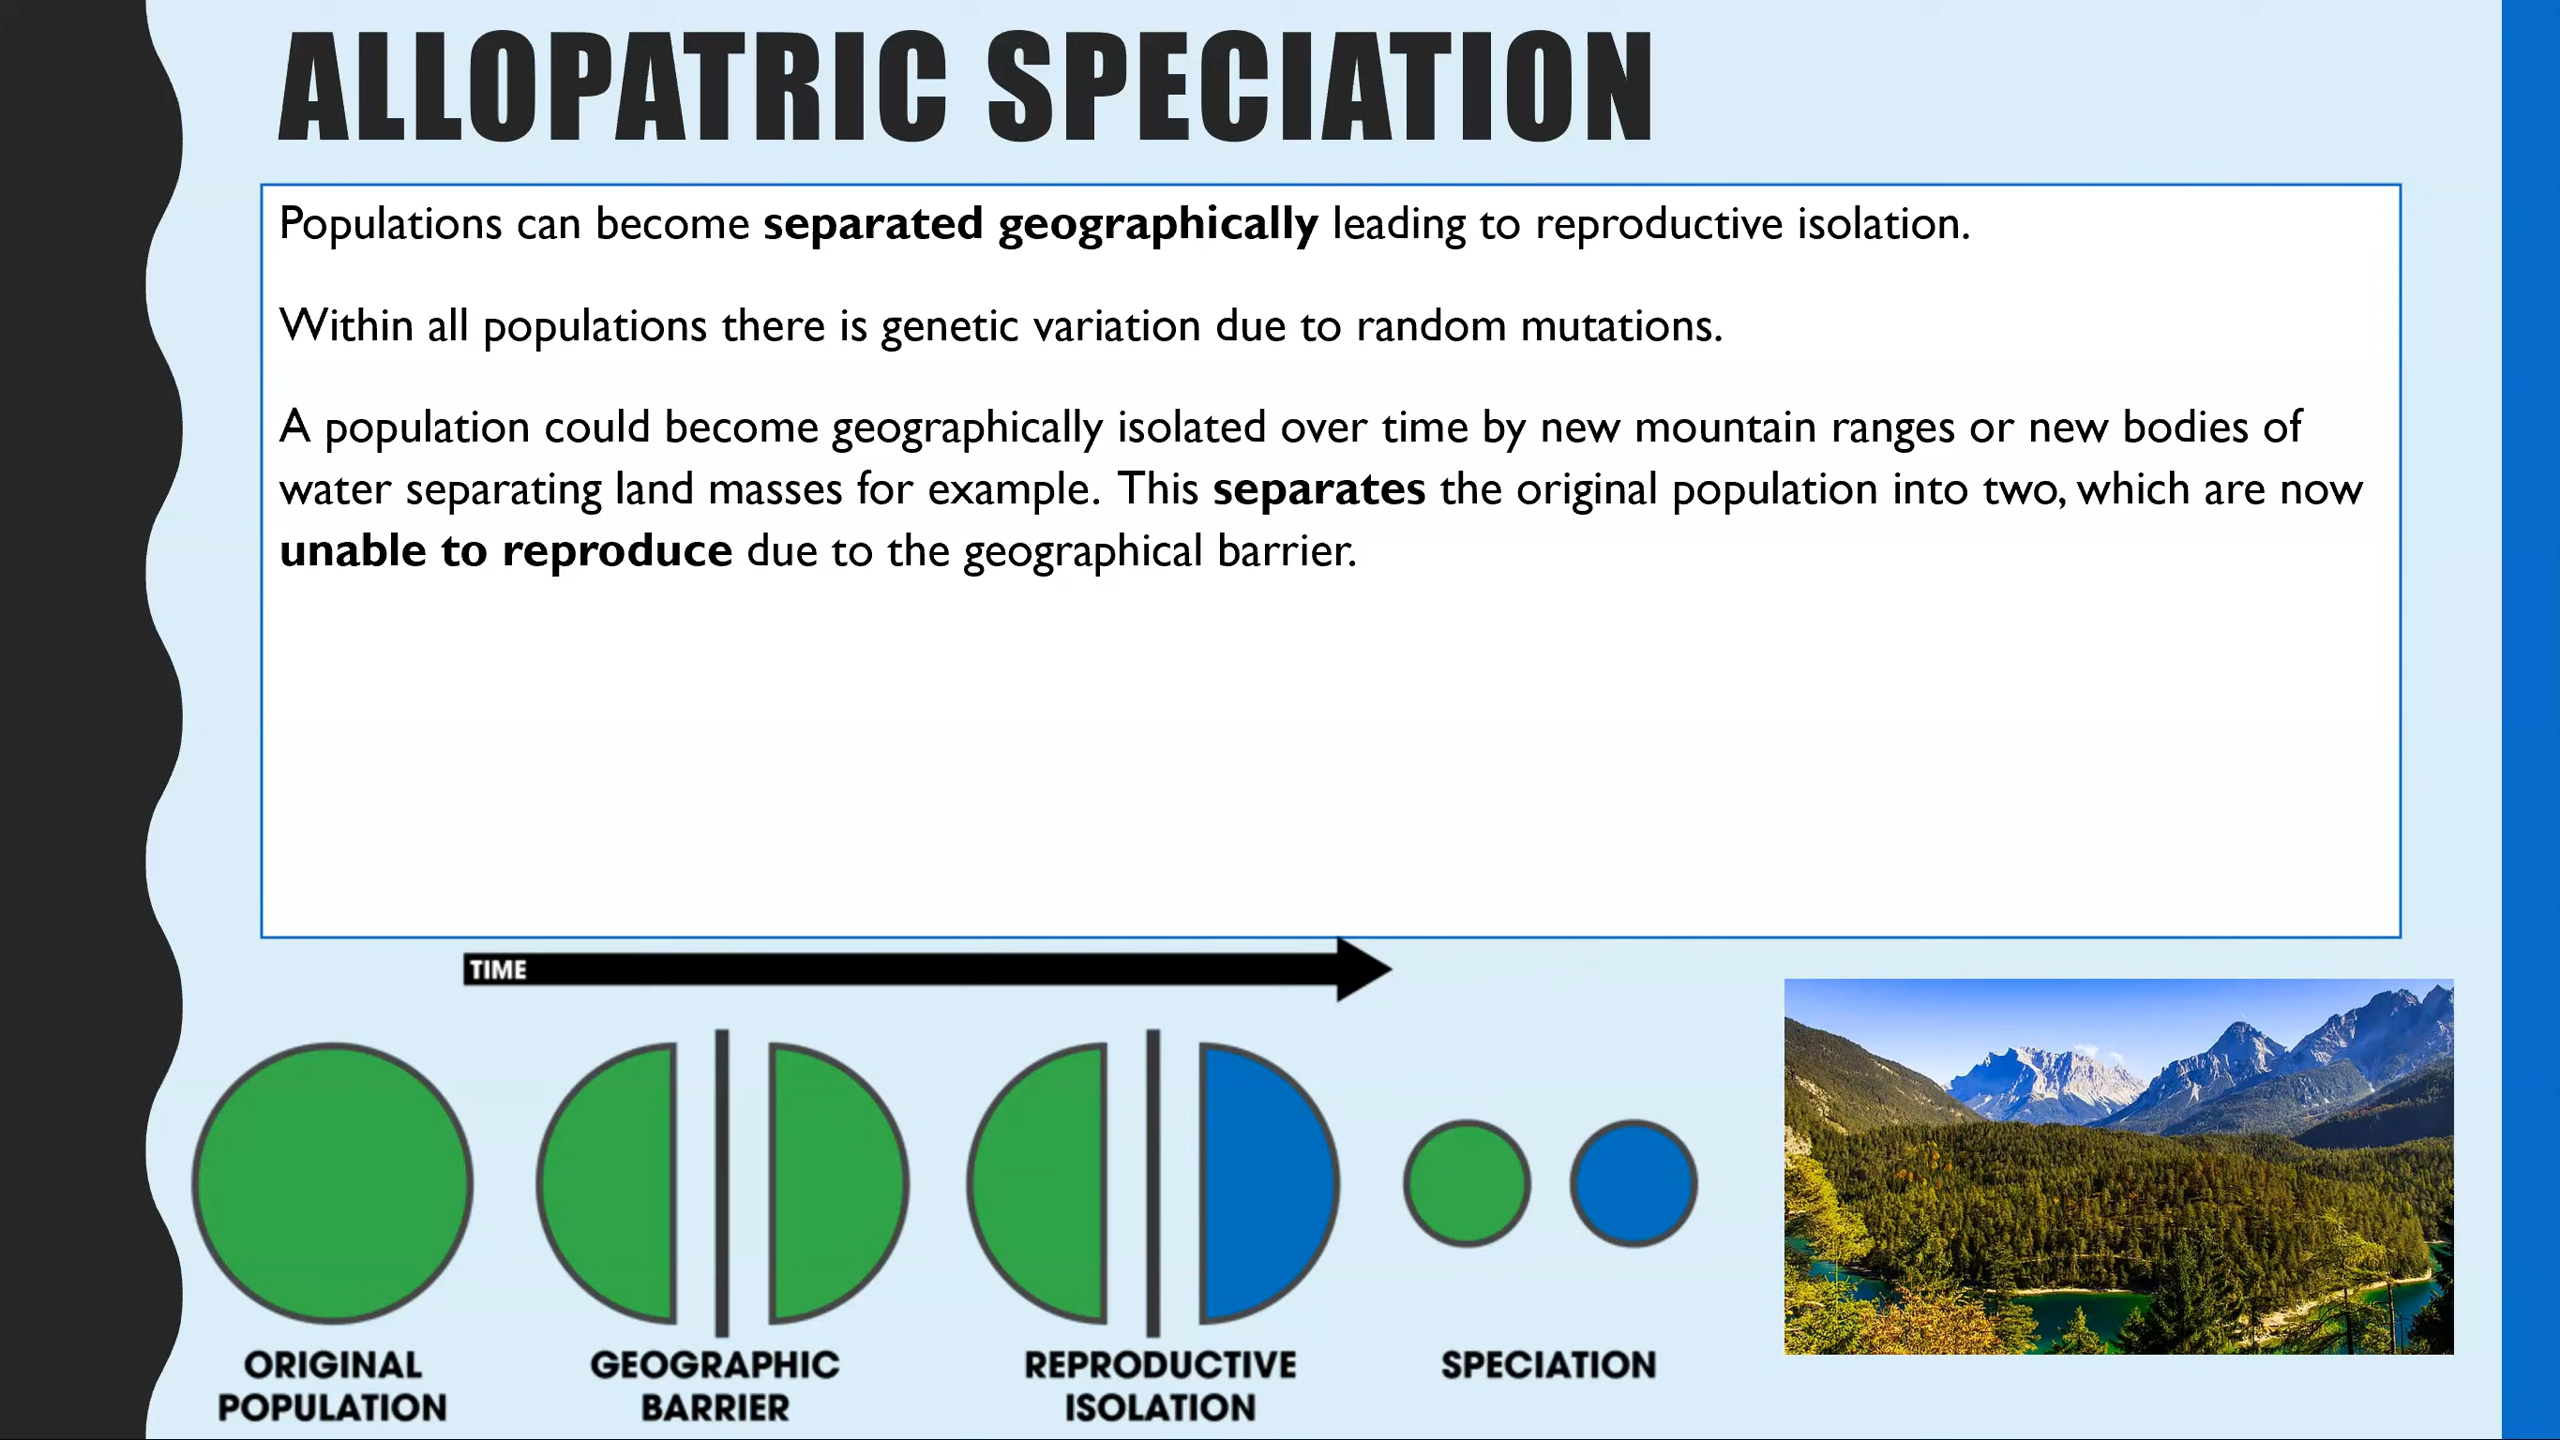 ALLOPATRIC SPECIATION
Populations can become separated geographically leading to reproductive isolation.
Within all populations there is genetic variation due to random mutations.
A population could become geographically isolated over time by new mountain ranges or new bodies of
water separating land masses for example. This separates the original population into two, which are now
unable to reproduce due to the geographical barrier.
TIME
ORIGINAL
POPULATION
GEOGRAPHIC
BARRIER
REPRODUCTIVE
ISOLATION
SPECIATION